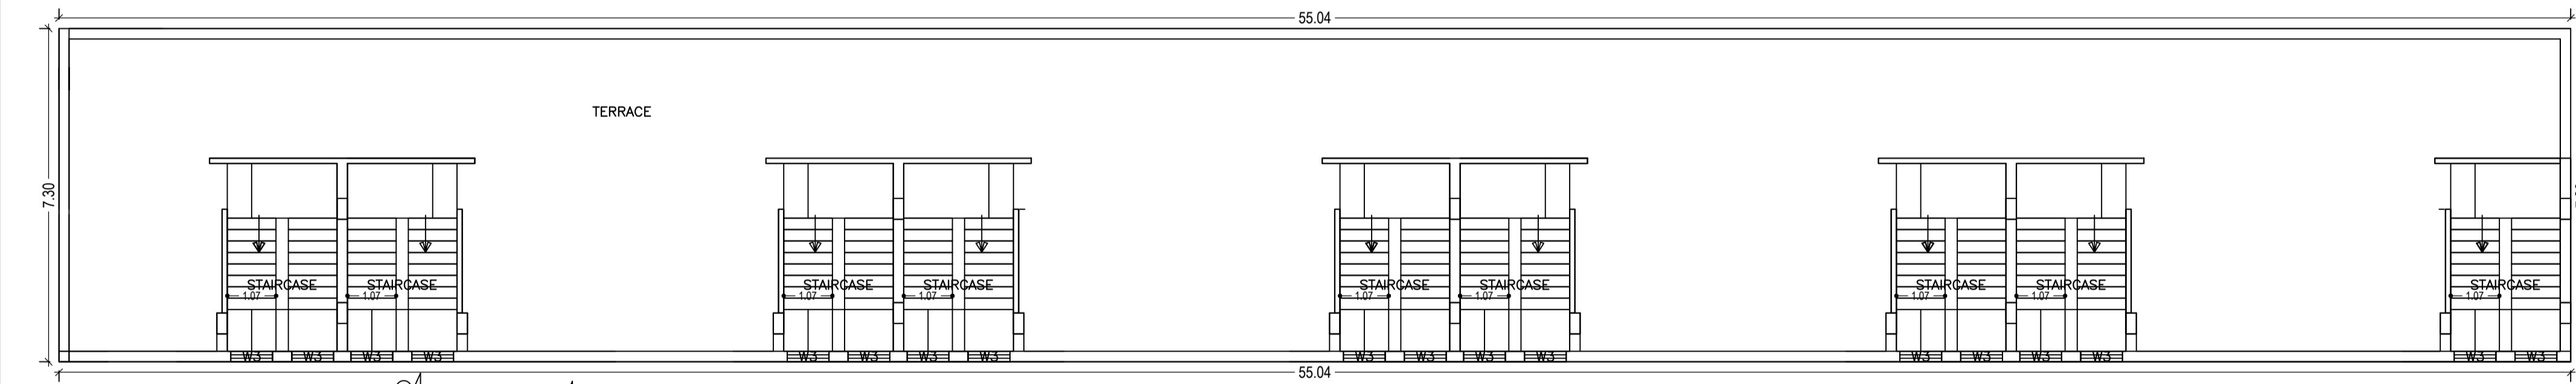 55.04
TERRACE
7.30
STAIRCASE STAIRCASE STAIRCASE STAIRCASE STAIRCASE STAIRCASE STAIRCASE STAIRCASE STAIRCASE
1.07 1.07 1.07 1.07 1.07 1.07 1.07 1.07 1.07
W3 W3 W3 W3 W3 W3 W3 W3 W3 W3 W3 W3 W3 W3 W3 W3 W3 W3
55.04